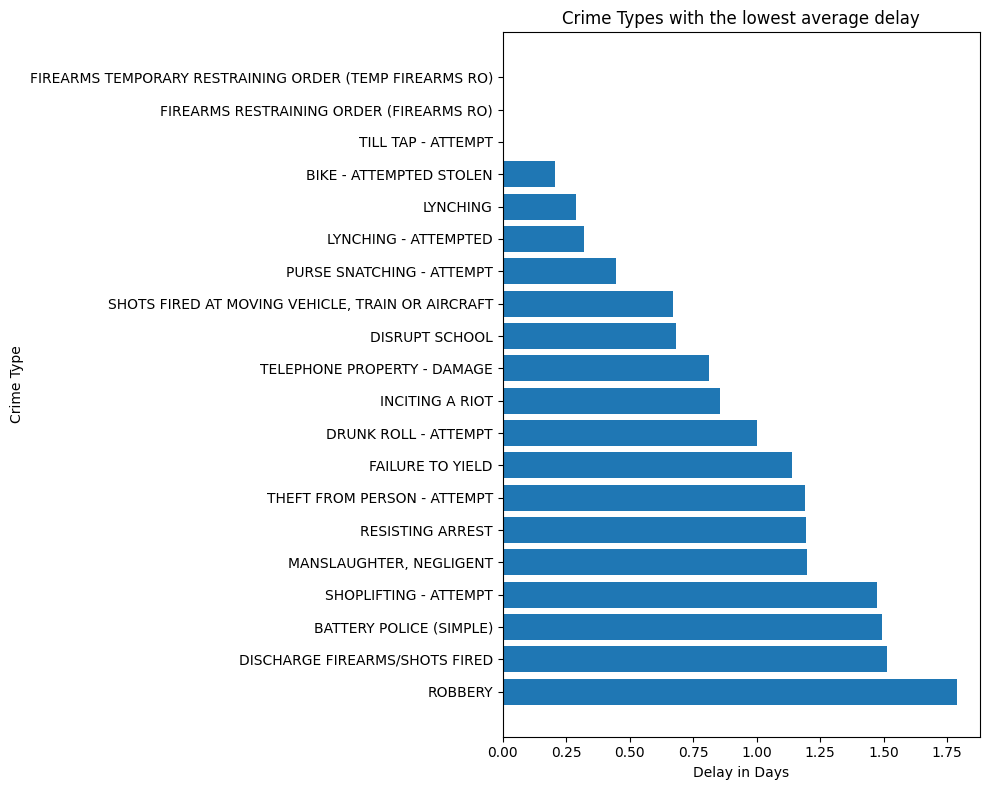 Crime Types with the lowest average delay
FIREARMS TEMPORARY RESTRAINING ORDER (TEMP FIREARMS RO)
FIREARMS RESTRAINING ORDER (FIREARMS RO)
TILL TAP - ATTEMPT
BIKE - ATTEMPTED STOLEN
LYNCHING
LYNCHING - ATTEMPTED
PURSE SNATCHING - ATTEMPT
SHOTS FIRED AT MOVING VEHICLE, TRAIN OR AIRCRAFT
DISRUPT SCHOOL
TELEPHONE PROPERTY - DAMAGE
INCITING A RIOT
DRUNK ROLL - ATTEMPT
FAILURE TO YIELD
THEFT FROM PERSON - ATTEMPT
RESISTING ARREST
MANSLAUGHTER, NEGLIGENT
SHOPLIFTING - ATTEMPT
BATTERY POLICE (SIMPLE)
DISCHARGE FIREARMS/SHOTS FIRED
ROBBERY
Crime Type
0.00 0.25 0.50 0.75 1.00 1.25 1.50 1.75
Delay in Days